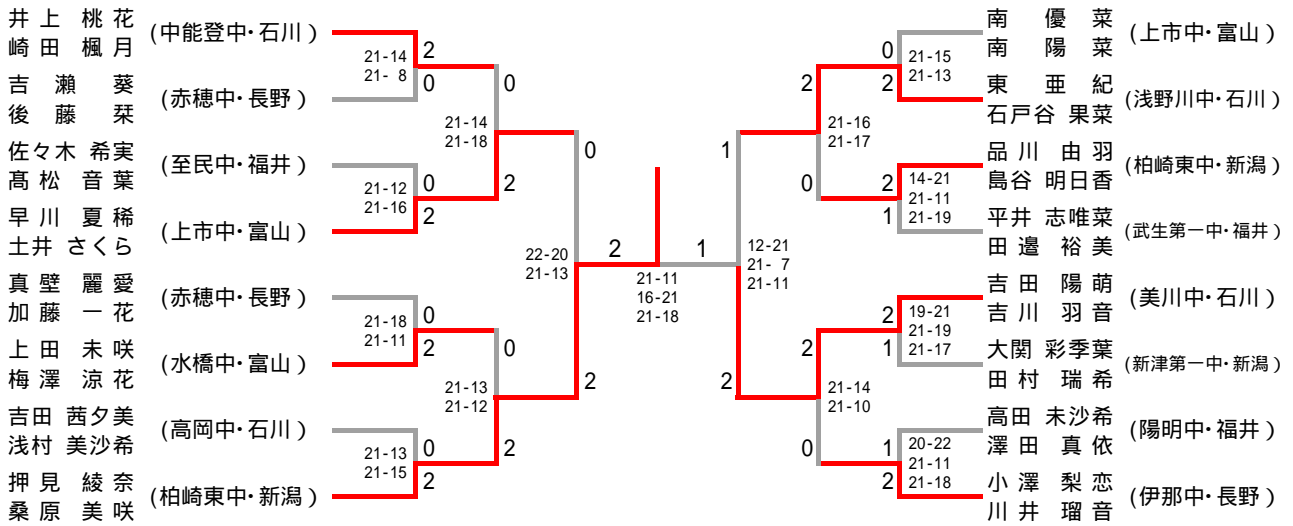 井上 桃花
崎田 楓月
(中能登中・石川)
吉瀬 葵
後藤 栞
(赤穂中・長野)
佐々木 希実
髙松 音葉
(至民中・福井)
早川 夏稀
土井 さくら
(上市中・富山)
真壁 麗愛
加藤 一花
(赤穂中・長野)
上田 未咲
梅澤 涼花
(水橋中・富山)
吉田 茜夕美
浅村 美沙希
(高岡中・石川)
押見 綾奈
桑原 美咲
(柏崎東中・新潟)
21-14
21- 8
2
0
21-12
21-16
0
2
21-18
21-11
0
2
21-13
21-15
0
2
21-14
21-18
0
2
21-13
21-12
0
2
22-20
21-13
0
2
2
1
21-11
16-21
21-18
12-21
21- 7
21-11
1
2
21-16
21-17
2
0
21-14
21-10
2
0
0
2
21-15
21-13
2
1
14-21
21-11
21-19
2
1
19-21
21-19
21-17
1
2
20-22
21-11
21-18
南 優菜
南 陽菜
(上市中・富山)
東 亜紀
石戸谷 果菜
(浅野川中・石川)
品川 由羽
島谷 明日香
(柏崎東中・新潟)
平井 志唯菜
田邉 裕美
(武生第一中・福井)
吉田 陽萌
吉川 羽音
(美川中・石川)
大関 彩季葉
田村 瑞希
(新津第一中・新潟)
高田 未沙希
澤田 真依
(陽明中・福井)
小澤 梨恋
川井 瑠音
(伊那中・長野)